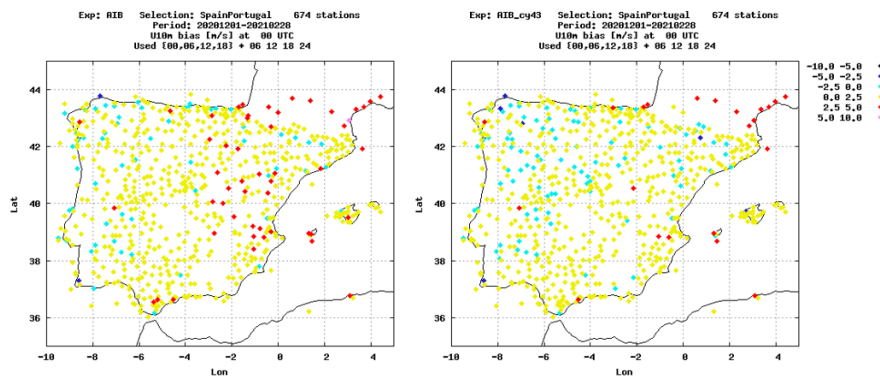 Exp: AIB   Selection: SpainPortugal   674 stations
Period: 20201201-20210228
U10m bias [m/s] at  00 UTC
Used {00,06,12,18} + 06 12 18 24
44
42
40
38
36
Lat
-10 -8 -6 -4 -2 0 2 4
Lon
Exp: AIB_cy43   Selection: SpainPortugal   674 stations
Period: 20201201-20210228
U10m bias [m/s] at  00 UTC
Used {00,06,12,18} + 06 12 18 24
44
42
40
38
36
Lat
-10 -8 -6 -4 -2 0 2 4
Lon
-10.0 -5.0
-5.0 -2.5
-2.5 0.0
0.0 2.5
2.5 5.0
5.0 10.0